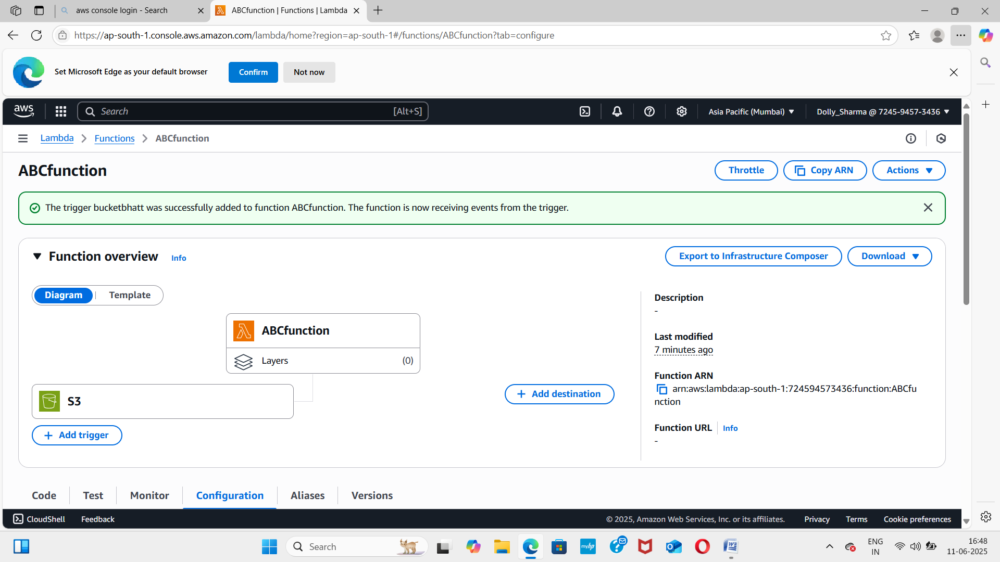 aws console login - Search
ABCfunction | Functions | Lambda
https://ap-south-1.console.aws.amazon.com/lambda/home?region=ap-south-1#/functions/ABCfunction?tab=configure
Set Microsoft Edge as your default browser
Confirm
Not now
aws
Search
[Alt+S]
Asia Pacific (Mumbai)
Dolly_Sharma @ 7245-9457-3436
Lambda
Functions
ABCfunction
ABCfunction
Throttle
Copy ARN
Actions
The trigger bucketbhatt was successfully added to function ABCfunction. The function is now receiving events from the trigger.
Function overview
Info
Export to Infrastructure Composer
Download
Diagram
Template
ABCfunction
Layers
(0)
S3
Add trigger
Add destination
Description
-
Last modified
7 minutes ago
Function ARN
arn:aws:lambda:ap-south-1:724594573436:function:ABCfu
nction
Function URL
Info
-
Code
Test
Monitor
Configuration
Aliases
Versions
CloudShell
Feedback
© 2025, Amazon Web Services, Inc. or its affiliates.
Privacy
Terms
Cookie preferences
Search
myhp
ENG
IN
16:48
11-06-2025